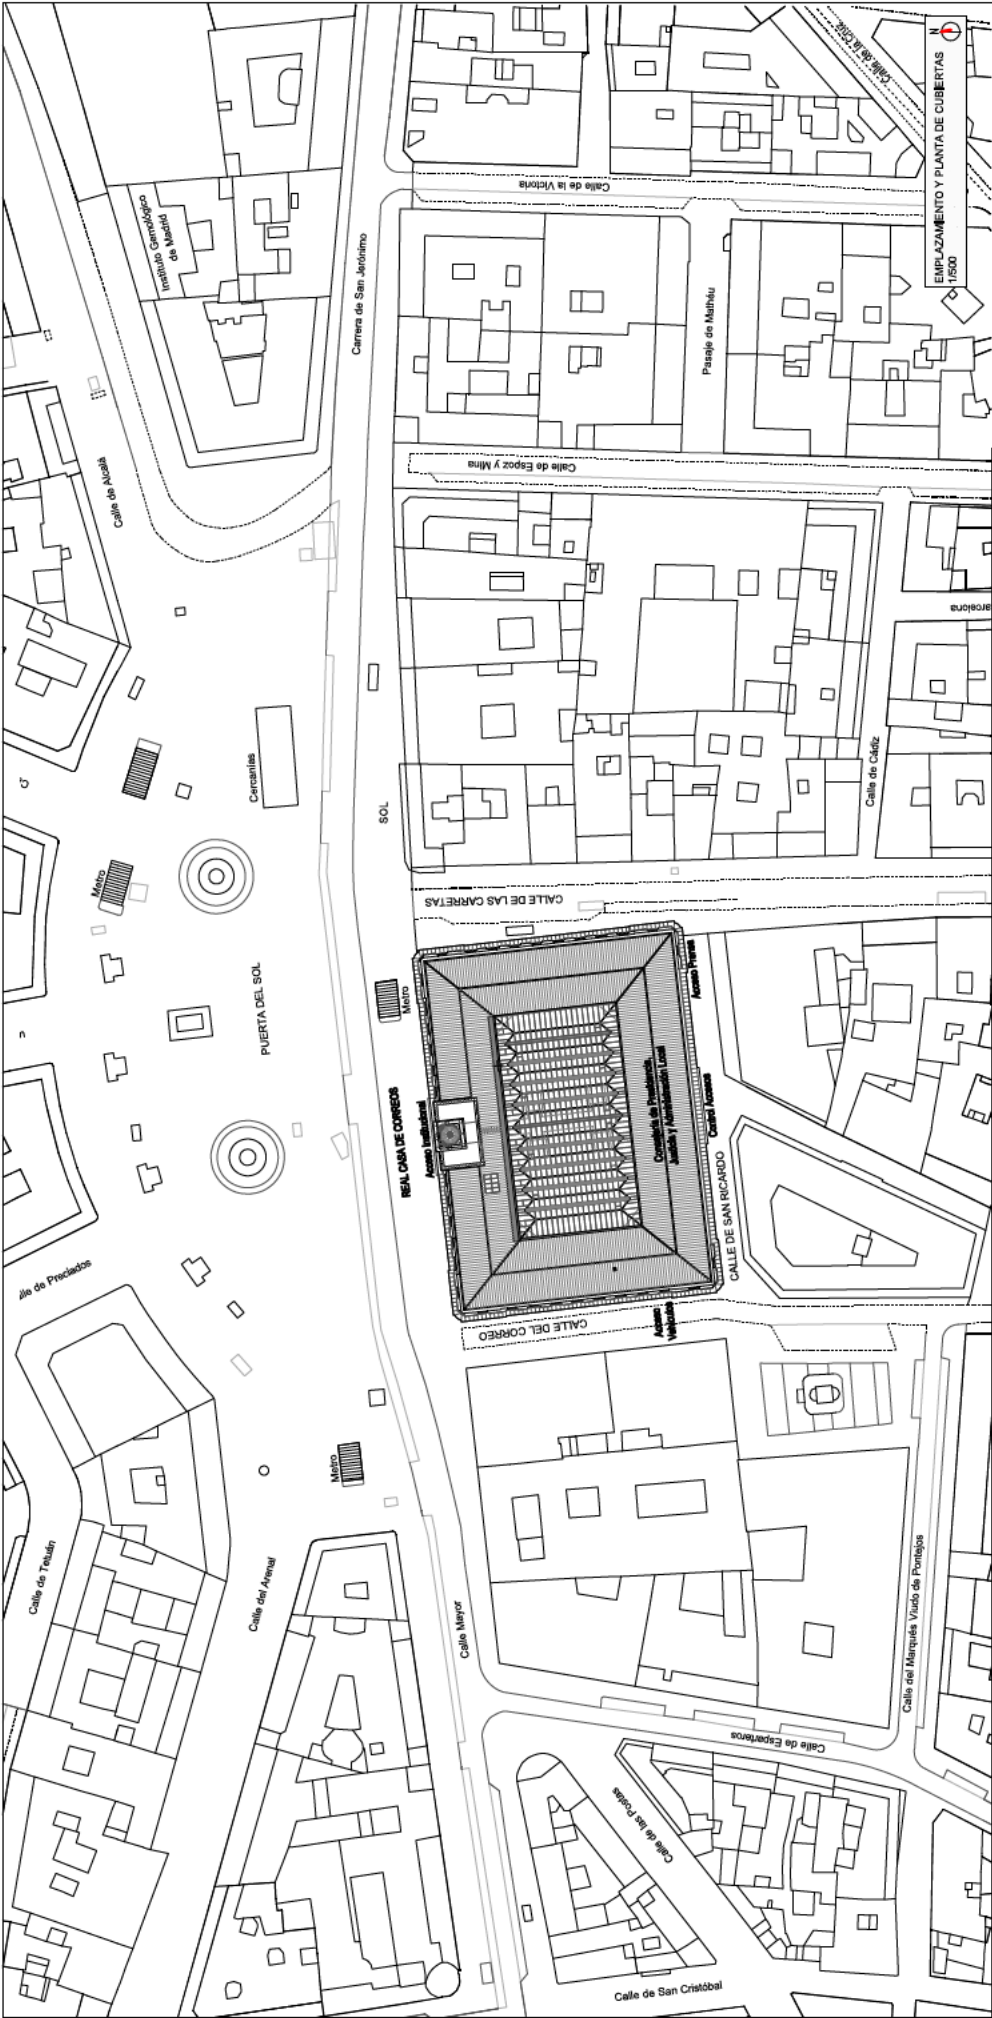 EMPLAZAMIENTO Y PLANTA DE CUBIERTAS
1/500
N
Calle de la Cruz
Calle de la Victoria
Instituto Gemológico
de Madrid
Carrera de San Jerónimo
Pasaje de Mathéu
Calle de Alcalá
Calle de Espoz y Mina
arcelona
Cercanías
SOL
Calle de Cádiz
Metro
CALLE DE LAS CARRETAS
PUERTA DEL SOL
Metro
Acceso Prensa
REAL CASA DE CORREOS
Acceso Institucional
Consejería de Presidencia,
Justicia y Administración Local
Control Accesos
CALLE DE SAN RICARDO
lle de Preciados
CALLE DEL CORREO
Acceso
Vehículos
Metro
Calle de Tetuán
Calle del Arenal
Calle Mayor
Calle del Marqués Viudo de Pontejos
Calle de Esparteros
Calle de las Postas
Calle de San Cristóbal